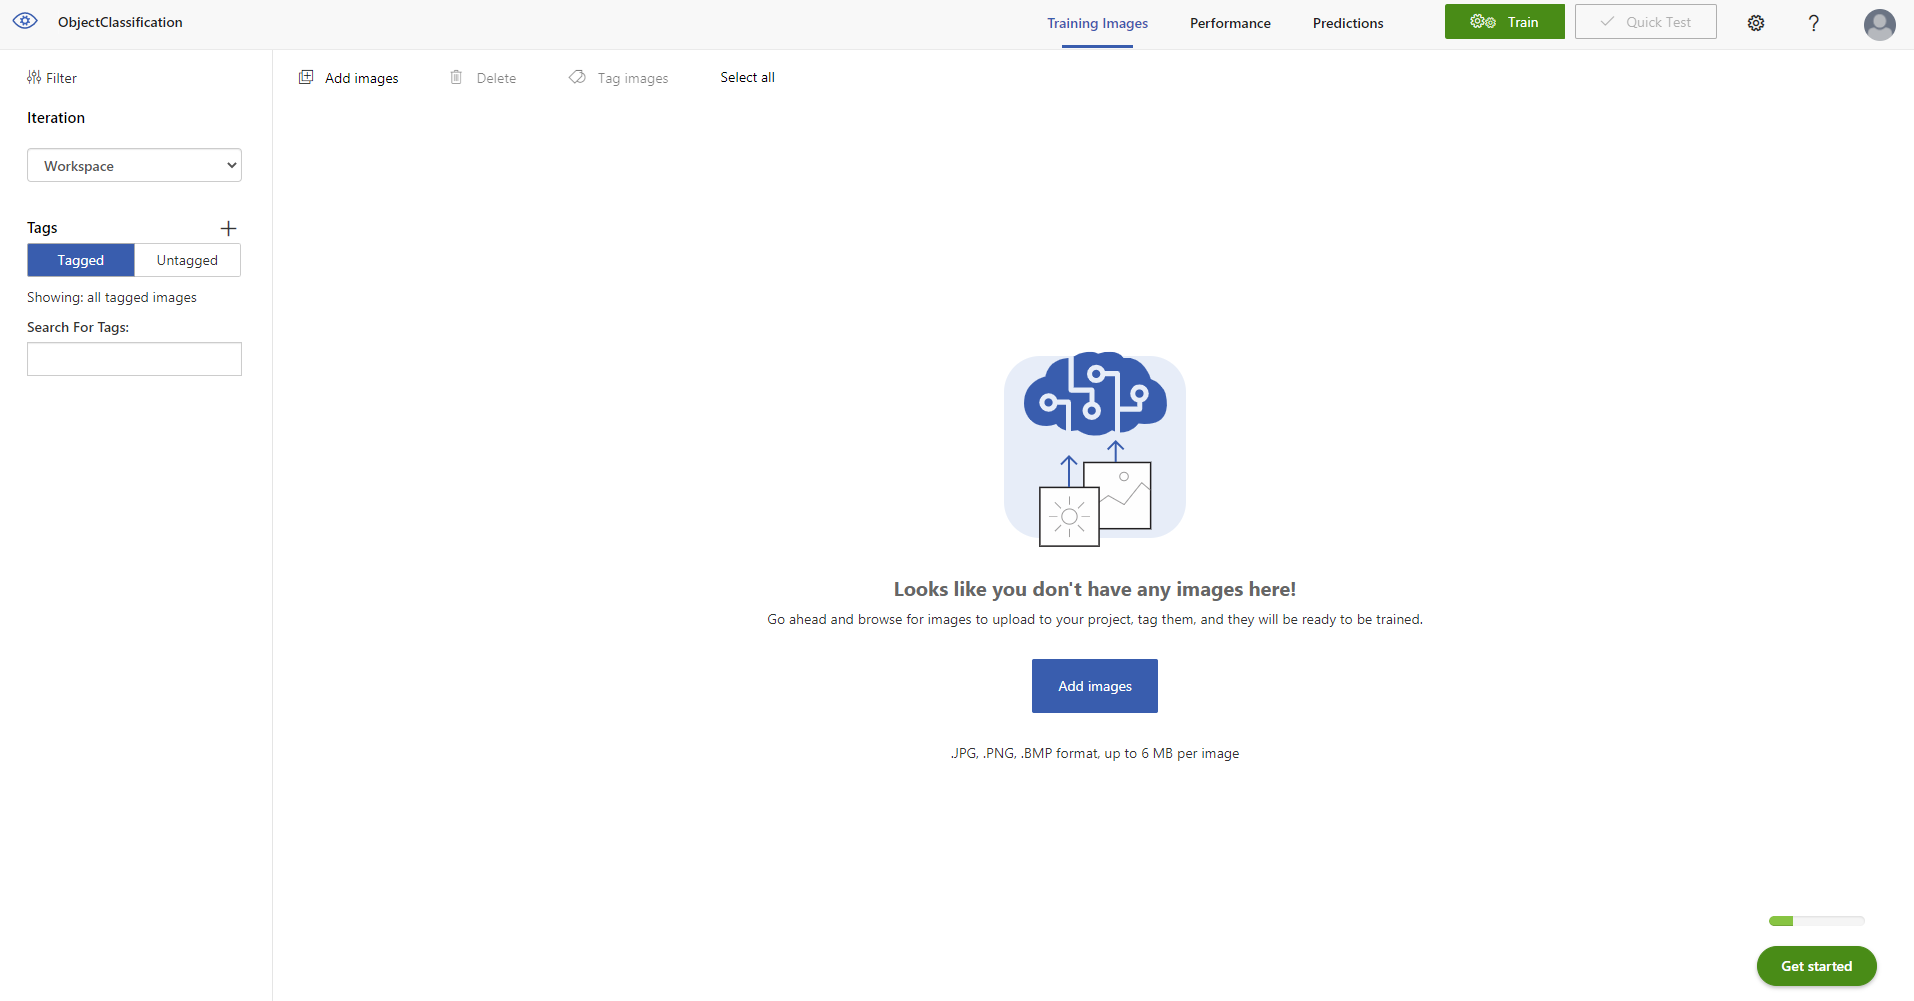 ObjectClassification
Training Images
Performance
Predictions
Train
Quick Test
?
Filter
Iteration
Workspace
Tags
Tagged
Untagged
Showing: all tagged images
Search For Tags:
Add images
Delete
Tag images
Select all
Looks like you don't have any images here!
Go ahead and browse for images to upload to your project, tag them, and they will be ready to be trained.
Add images
.JPG, .PNG, .BMP format, up to 6 MB per image
Get started